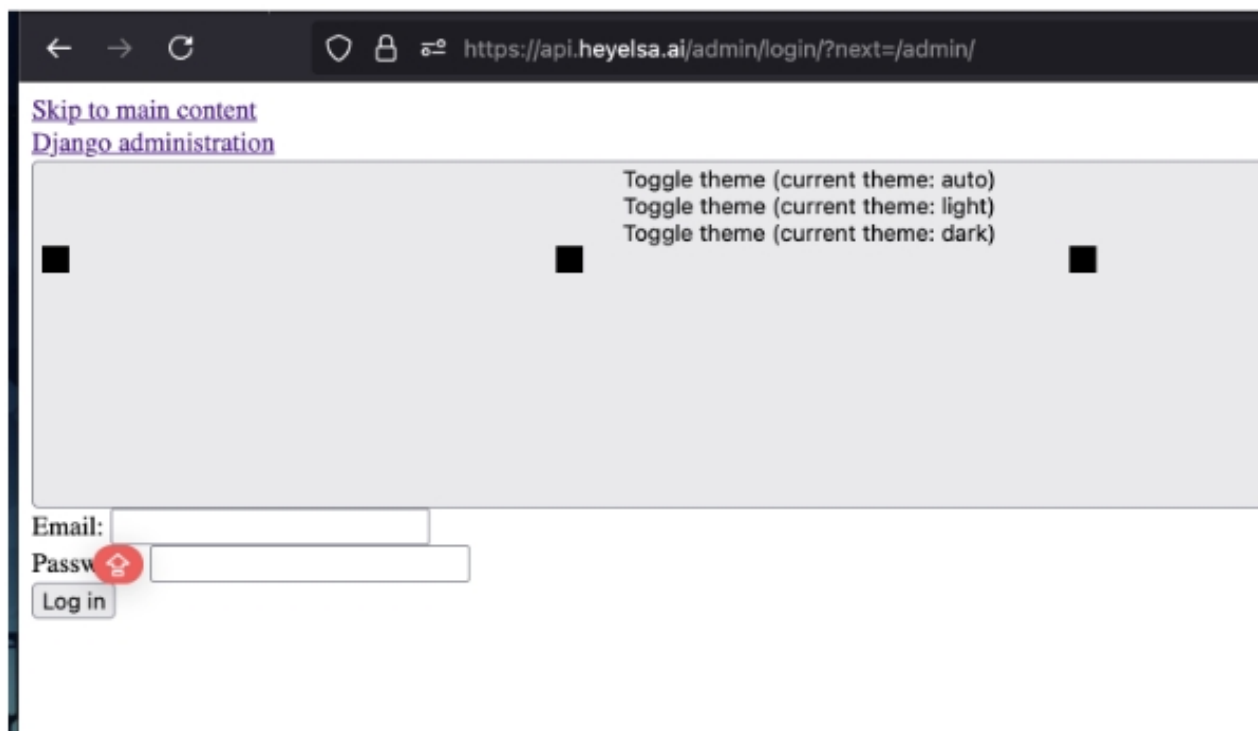 https://api.heyelsa.ai/admin/login/?next=/admin/
Skip to main content
Django administration
Toggle theme (current theme: auto)
Toggle theme (current theme: light)
Toggle theme (current theme: dark)
Email:
Passw
Log in